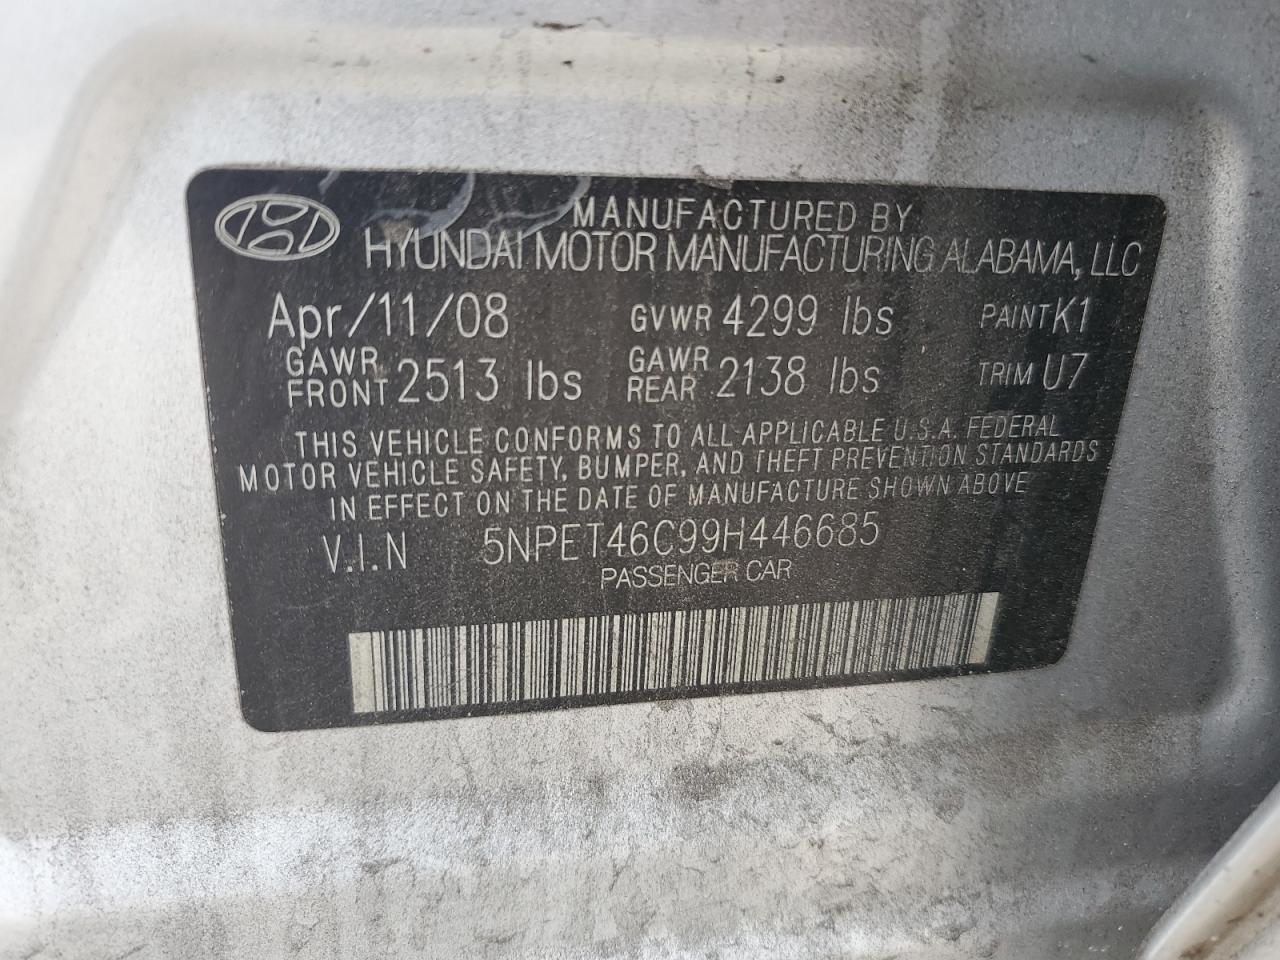 MANUFACTURED BY
HYUNDAI MOTOR MANUFACTURING ALABAMA, LLC
Apr/11/08 GVWR 4299 lbs PAINT K1
GAWR FRONT 2513 lbs GAWR REAR 2138 lbs TRIM U7
THIS VEHICLE CONFORMS TO ALL APPLICABLE U.S.A. FEDERAL
MOTOR VEHICLE SAFETY, BUMPER, AND THEFT PREVENTION STANDARDS
IN EFFECT ON THE DATE OF MANUFACTURE SHOWN ABOVE
V.I.N 5NPET46C99H446685
PASSENGER CAR